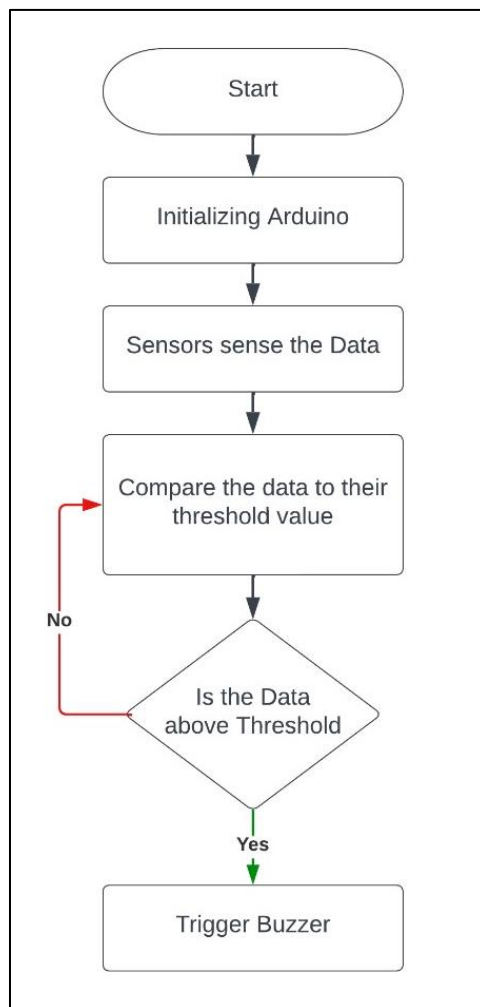 Start
Initializing Arduino
Sensors sense the Data
Compare the data to their
threshold value
No
Is the Data
above Threshold
Yes
Trigger Buzzer